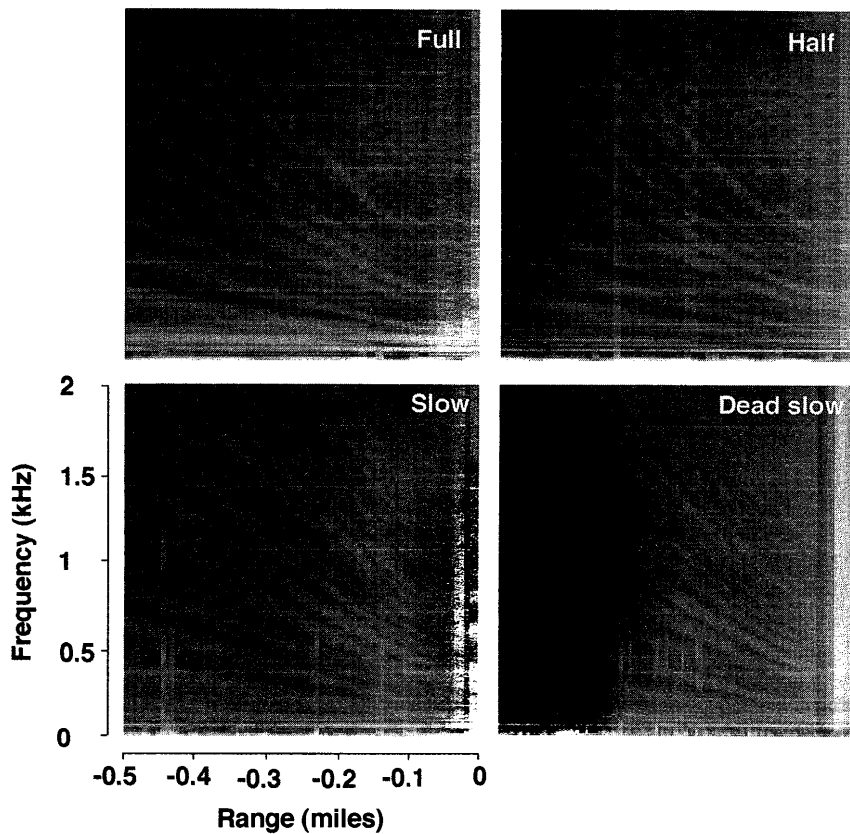 Full
Half
Slow
Dead slow
2
1.5
1
0.5
0
Frequency (kHz)
-0.5
-0.4
-0.3
-0.2
-0.1
0
Range (miles)